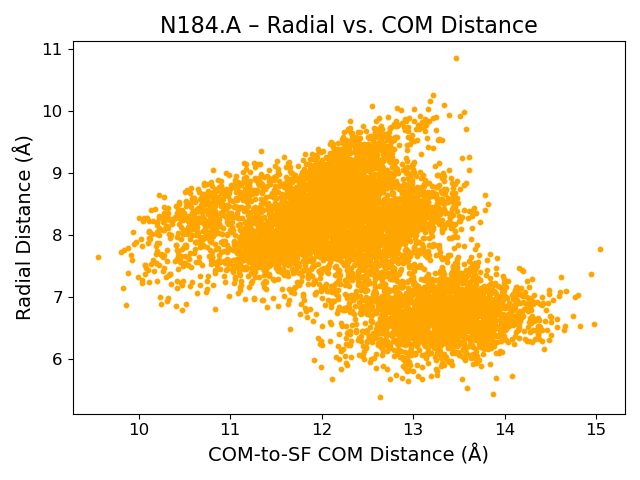 N184.A – Radial vs. COM Distance
Radial Distance (Å)
11
10
9
8
7
6
10 11 12 13 14 15
COM-to-SF COM Distance (Å)